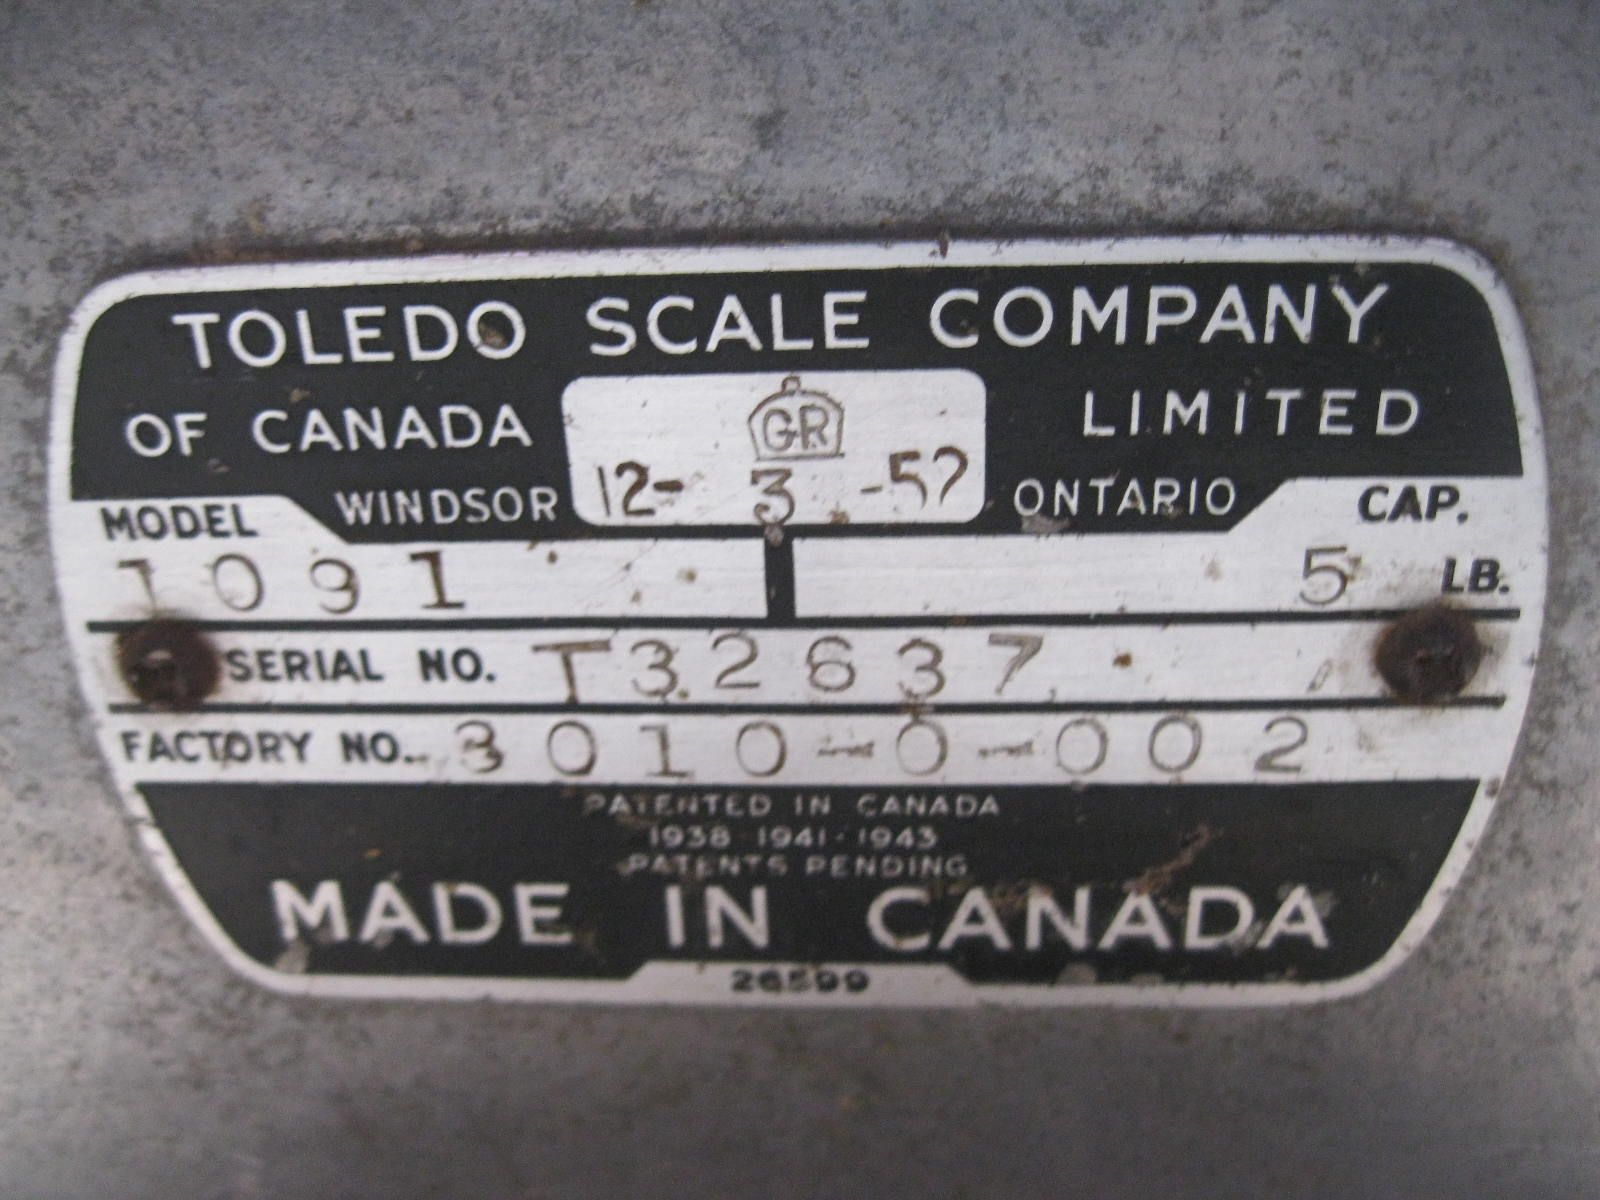 TOLEDO SCALE COMPANY
OF CANADA GR LIMITED
WINDSOR 12- 3 -52 ONTARIO
MODEL CAP.
1091 5 LB.
SERIAL NO. T32637
FACTORY NO. 3010-0-002
PATENTED IN CANADA
1938 1941 · 1943
PATENTS PENDING
MADE IN CANADA
26599